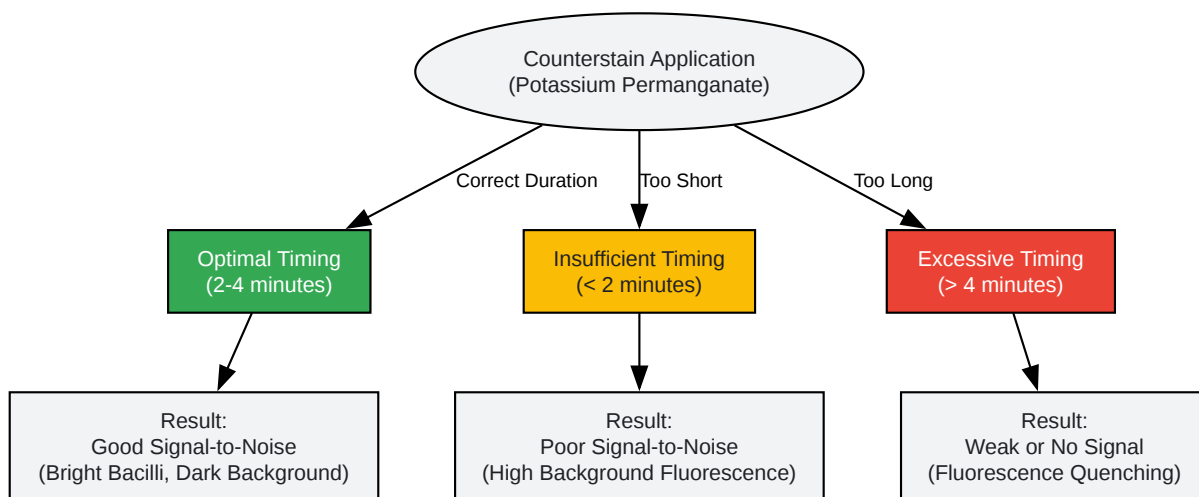 Counterstain Application
(Potassium Permanganate)
Correct Duration
Too Short
Too Long
Optimal Timing
(2-4 minutes)
Insufficient Timing
(< 2 minutes)
Excessive Timing
(> 4 minutes)
Result:
Good Signal-to-Noise
(Bright Bacilli, Dark Background)
Result:
Poor Signal-to-Noise
(High Background Fluorescence)
Result:
Weak or No Signal
(Fluorescence Quenching)